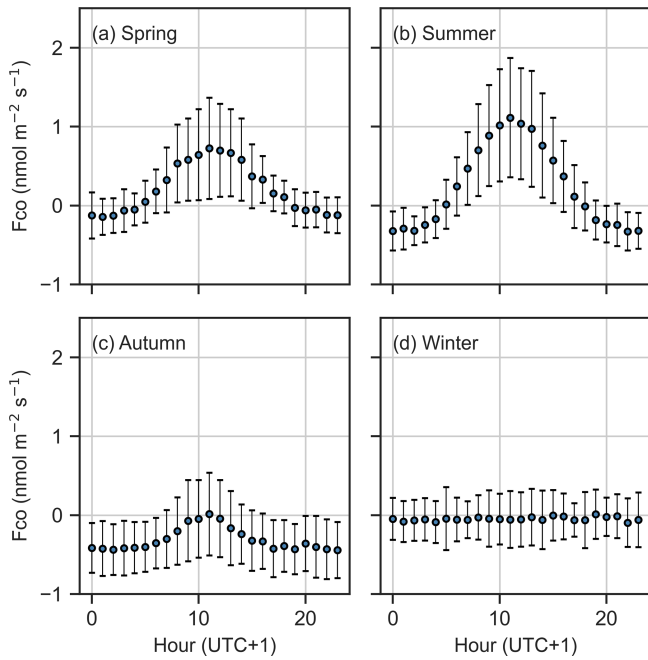 (a) Spring
(b) Summer
2
1
0
−1
Fco (nmol m⁻² s⁻¹)
(c) Autumn
(d) Winter
2
1
0
−1
Fco (nmol m⁻² s⁻¹)
0 10 20
0 10 20
Hour (UTC+1)
Hour (UTC+1)